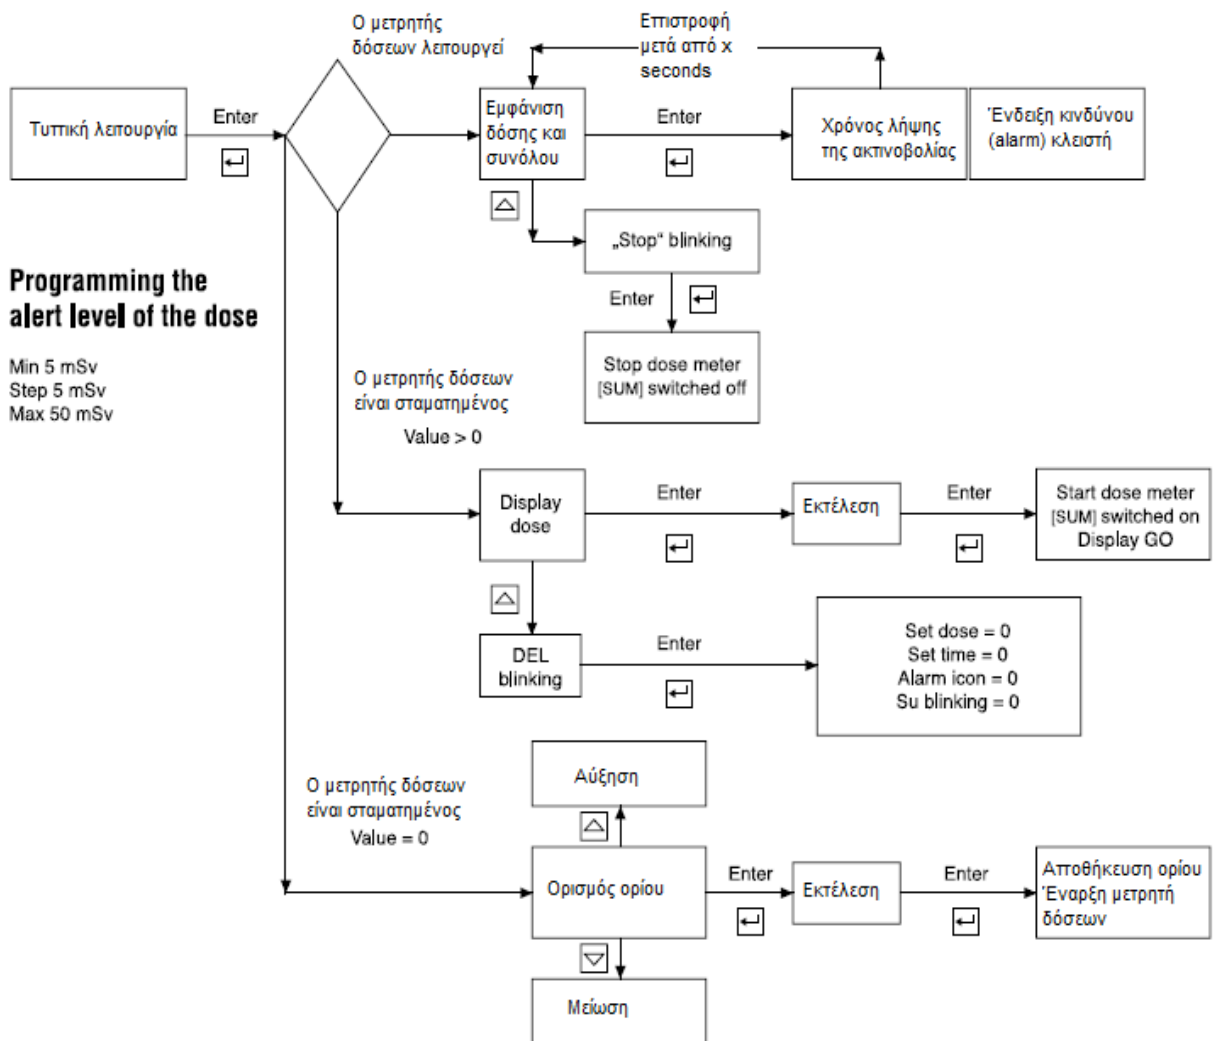 Ο μετρητής
δόσεων λειτουργεί
Επιστροφή
μετά από x
seconds
Τυπική λειτουργία
Enter
Εμφάνιση
δόσης και
συνόλου
Enter
Χρόνος λήψης
της ακτινοβολίας
Ένδειξη κινδύνου
(alarm) κλειστή
„Stop“ blinking
Enter
Stop dose meter
[SUM] switched off
Programming the
alert level of the dose
Min 5 mSv
Step 5 mSv
Max 50 mSv
Ο μετρητής δόσεων
είναι σταματημένος
Value > 0
Display
dose
Enter
Εκτέλεση
Enter
Start dose meter
[SUM] switched on
Display GO
DEL
blinking
Enter
Set dose = 0
Set time = 0
Alarm icon = 0
Su blinking = 0
Ο μετρητής δόσεων
είναι σταματημένος
Value = 0
Αύξηση
Ορισμός ορίου
Enter
Εκτέλεση
Enter
Αποθήκευση ορίου
Έναρξη μετρητή
δόσεων
Μείωση